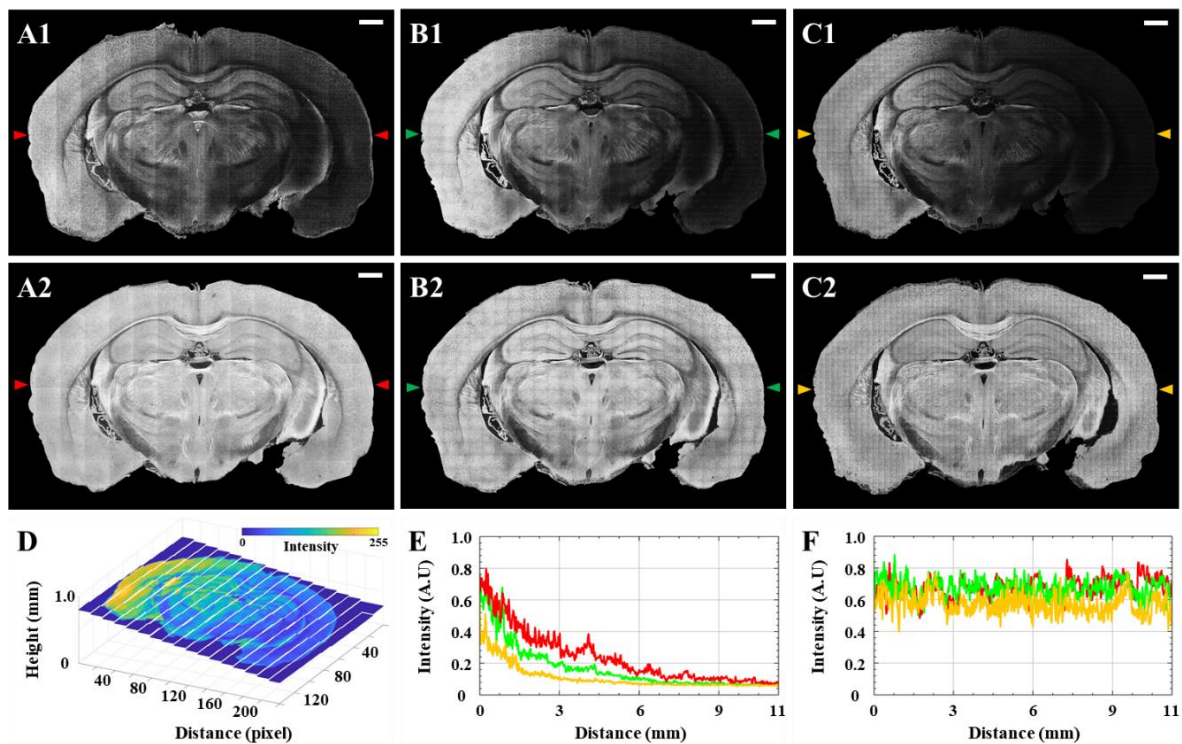 A1
B1
C1
A2
B2
C2
D
0
255
Intensity
Height (mm)
1.0
0
40
80
120
160
200
40
80
120
Distance (pixel)
E
Intensity (A.U)
1.0
0.8
0.6
0.4
0.2
0
0
3
6
9
11
Distance (mm)
F
Intensity (A.U)
1.0
0.8
0.6
0.4
0.2
0
0
3
6
9
11
Distance (mm)